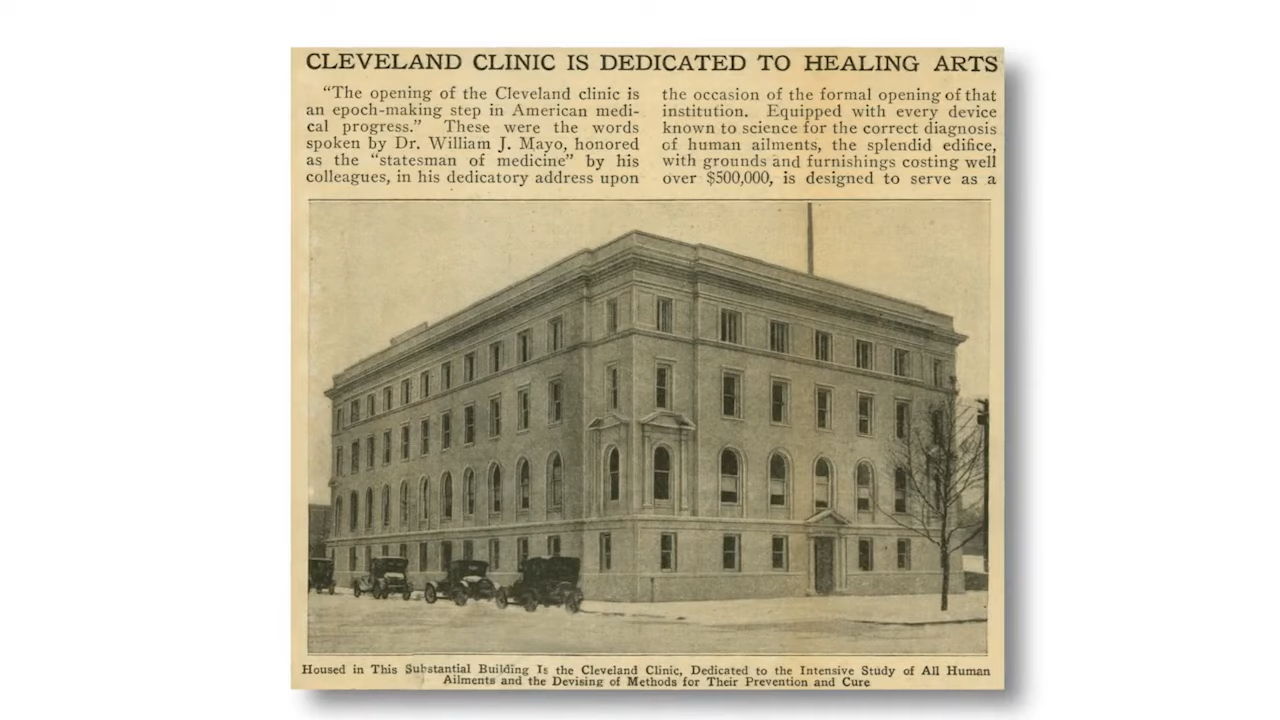 CLEVELAND CLINIC IS DEDICATED TO HEALING ARTS
"The opening of the Cleveland clinic is
an epoch-making step in American medi-
cal progress." These were the words
spoken by Dr. William J. Mayo, honored
as the "statesman of medicine" by his
colleagues, in his dedicatory address upon
the occasion of the formal opening of that
institution. Equipped with every device
known to science for the correct diagnosis
of human ailments, the splendid edifice,
with grounds and furnishings costing well
over $500,000, is designed to serve as a
Housed in This Substantial Building Is the Cleveland Clinic, Dedicated to the Intensive Study of All Human
Ailments and the Devising of Methods for Their Prevention and Cure